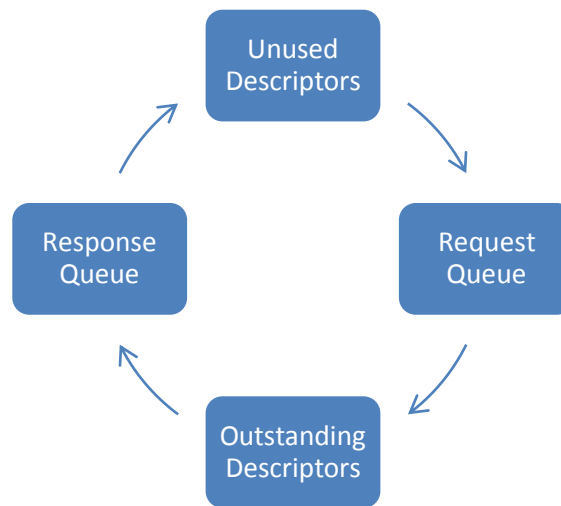 Unused
Descriptors
Response
Queue
Request
Queue
Outstanding
Descriptors